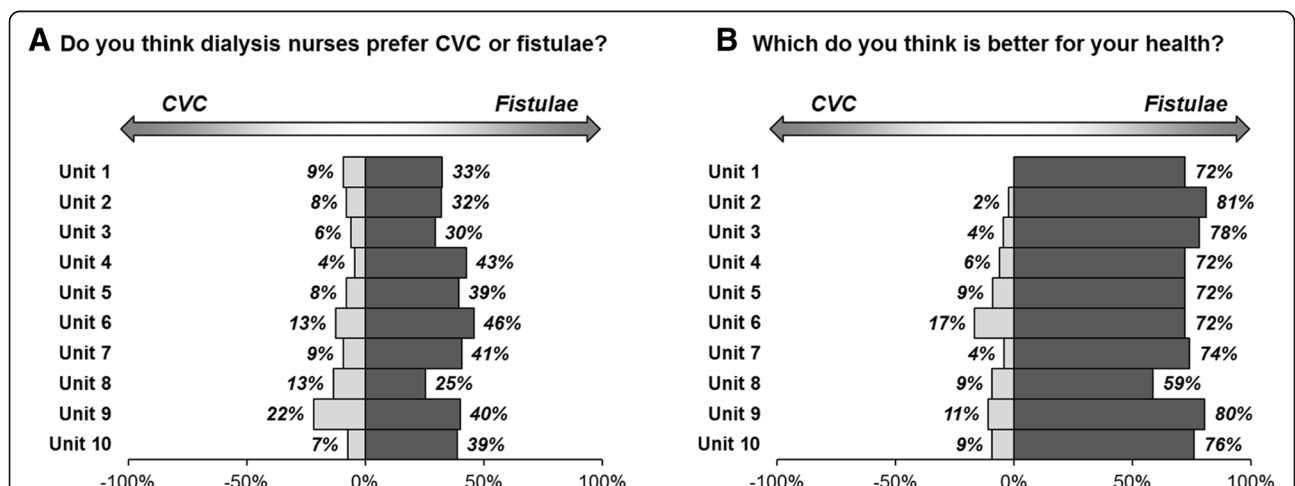 A Do you think dialysis nurses prefer CVC or fistulae?
CVC Fistulae
Unit 1 9% 33%
Unit 2 8% 32%
Unit 3 6% 30%
Unit 4 4% 43%
Unit 5 8% 39%
Unit 6 13% 46%
Unit 7 9% 41%
Unit 8 13% 25%
Unit 9 22% 40%
Unit 10 7% 39%
-100% -50% 0% 50% 100%
B Which do you think is better for your health?
CVC Fistulae
Unit 1 72%
Unit 2 2% 81%
Unit 3 4% 78%
Unit 4 6% 72%
Unit 5 9% 72%
Unit 6 17% 72%
Unit 7 4% 74%
Unit 8 9% 59%
Unit 9 11% 80%
Unit 10 9% 76%
-100% -50% 0% 50% 100%